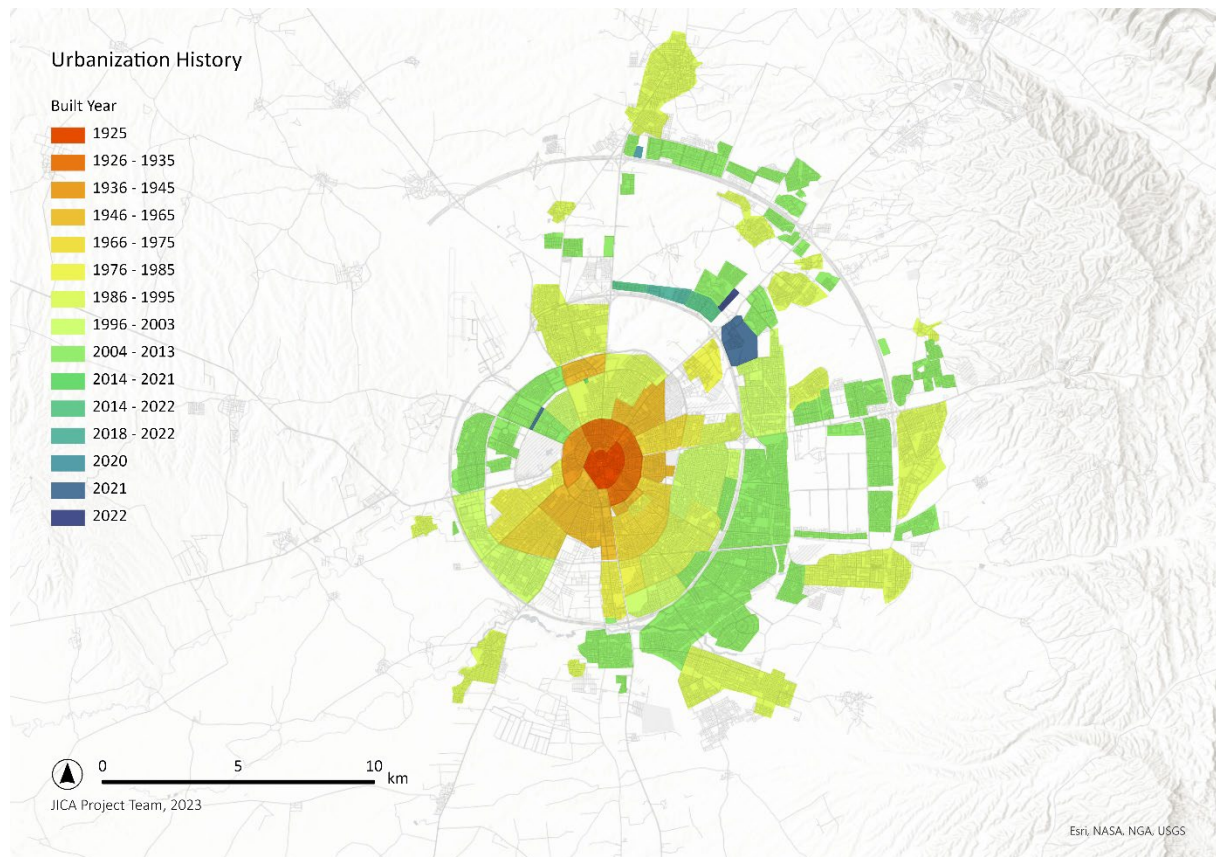 Urbanization History
Built Year
1925
1926 - 1935
1936 - 1945
1946 - 1965
1966 - 1975
1976 - 1985
1986 - 1995
1996 - 2003
2004 - 2013
2014 - 2021
2014 - 2022
2018 - 2022
2020
2021
2022
0 5 10
km
JICA Project Team, 2023
Esri, NASA, NGA, USGS